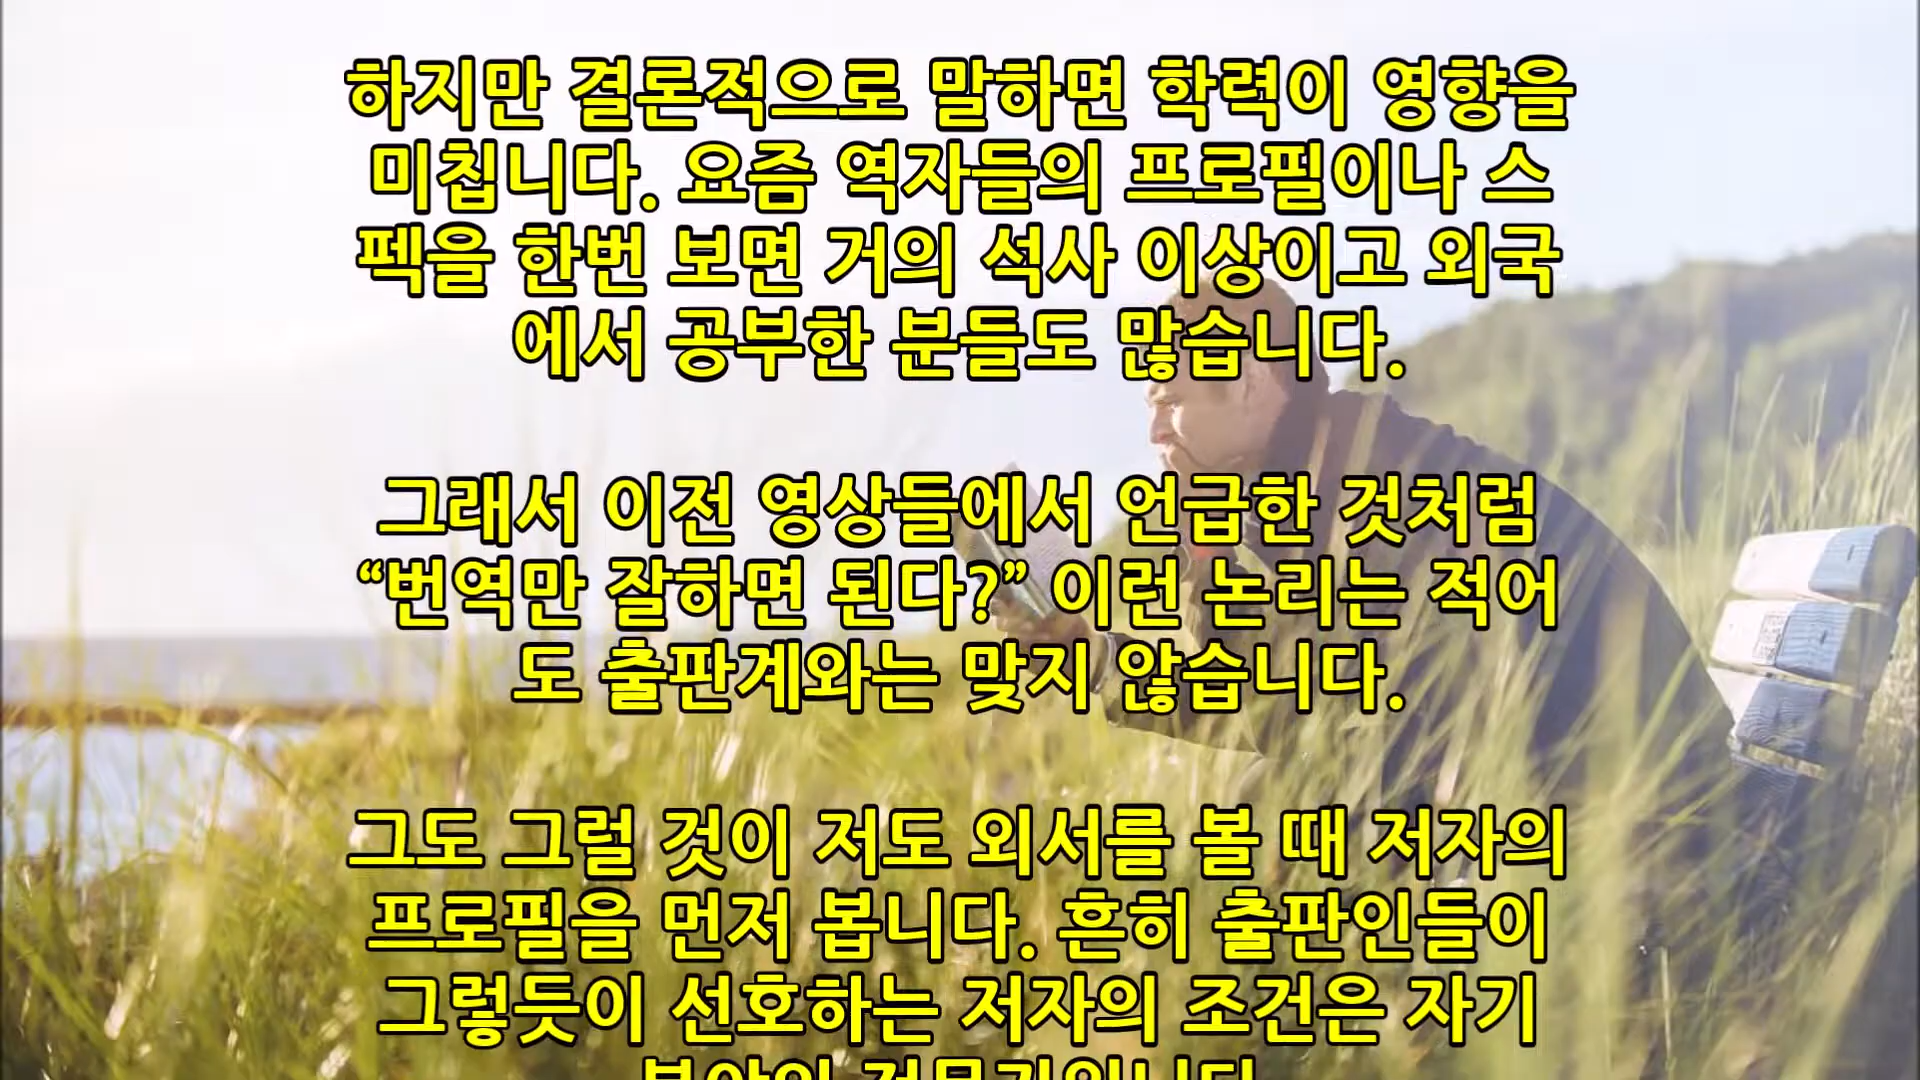 하지만 결론적으로 말하면 학력이 영향을
미칩니다. 요즘 역자들의 프로필이나 스
펙을 한번 보면 거의 석사 이상이고 외국
에서 공부한 분들도 많습니다.
그래서 이전 영상들에서 언급한 것처럼
“번역만 잘하면 된다?” 이런 논리는 적어
도 출판계와는 맞지 않습니다.
그도 그럴 것이 저도 외서를 볼 때 저자의
프로필을 먼저 봅니다. 흔히 출판인들이
그렇듯이 선호하는 저자의 조건은 자기